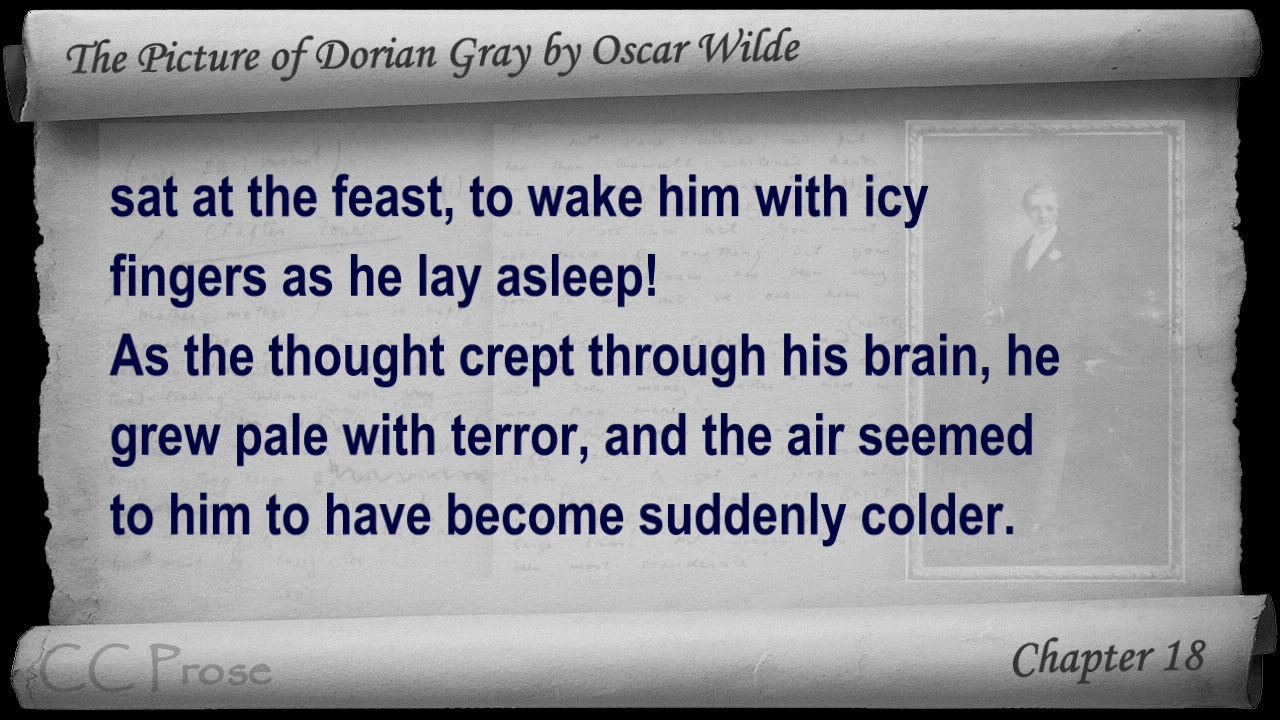 The Picture of Dorian Gray by Oscar Wilde
sat at the feast, to wake him with icy
fingers as he lay asleep!
As the thought crept through his brain, he
grew pale with terror, and the air seemed
to him to have become suddenly colder.
CC Prose
Chapter 18